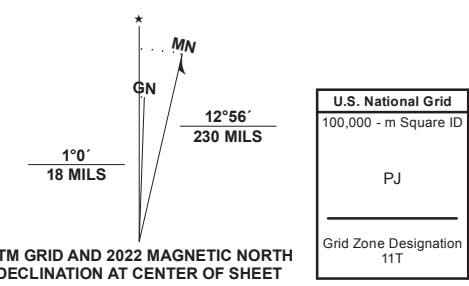 ★
MN
GN
12°56´
230 MILS
1°0´
18 MILS
TM GRID AND 2022 MAGNETIC NORTH
DECLINATION AT CENTER OF SHEET
U.S. National Grid
100,000 - m Square ID
PJ
Grid Zone Designation
11T